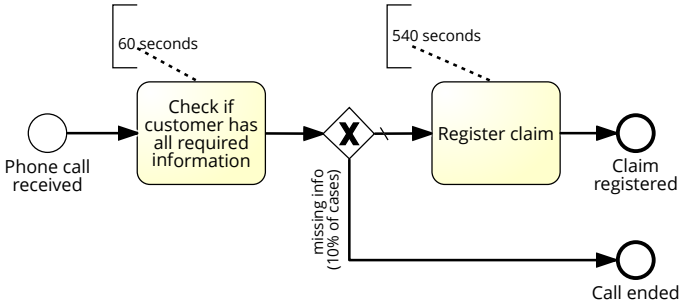 60 seconds
540 seconds
Phone call
received
Check if
customer has
all required
information
X
Register claim
Claim
registered
missing info
(10% of cases)
Call ended